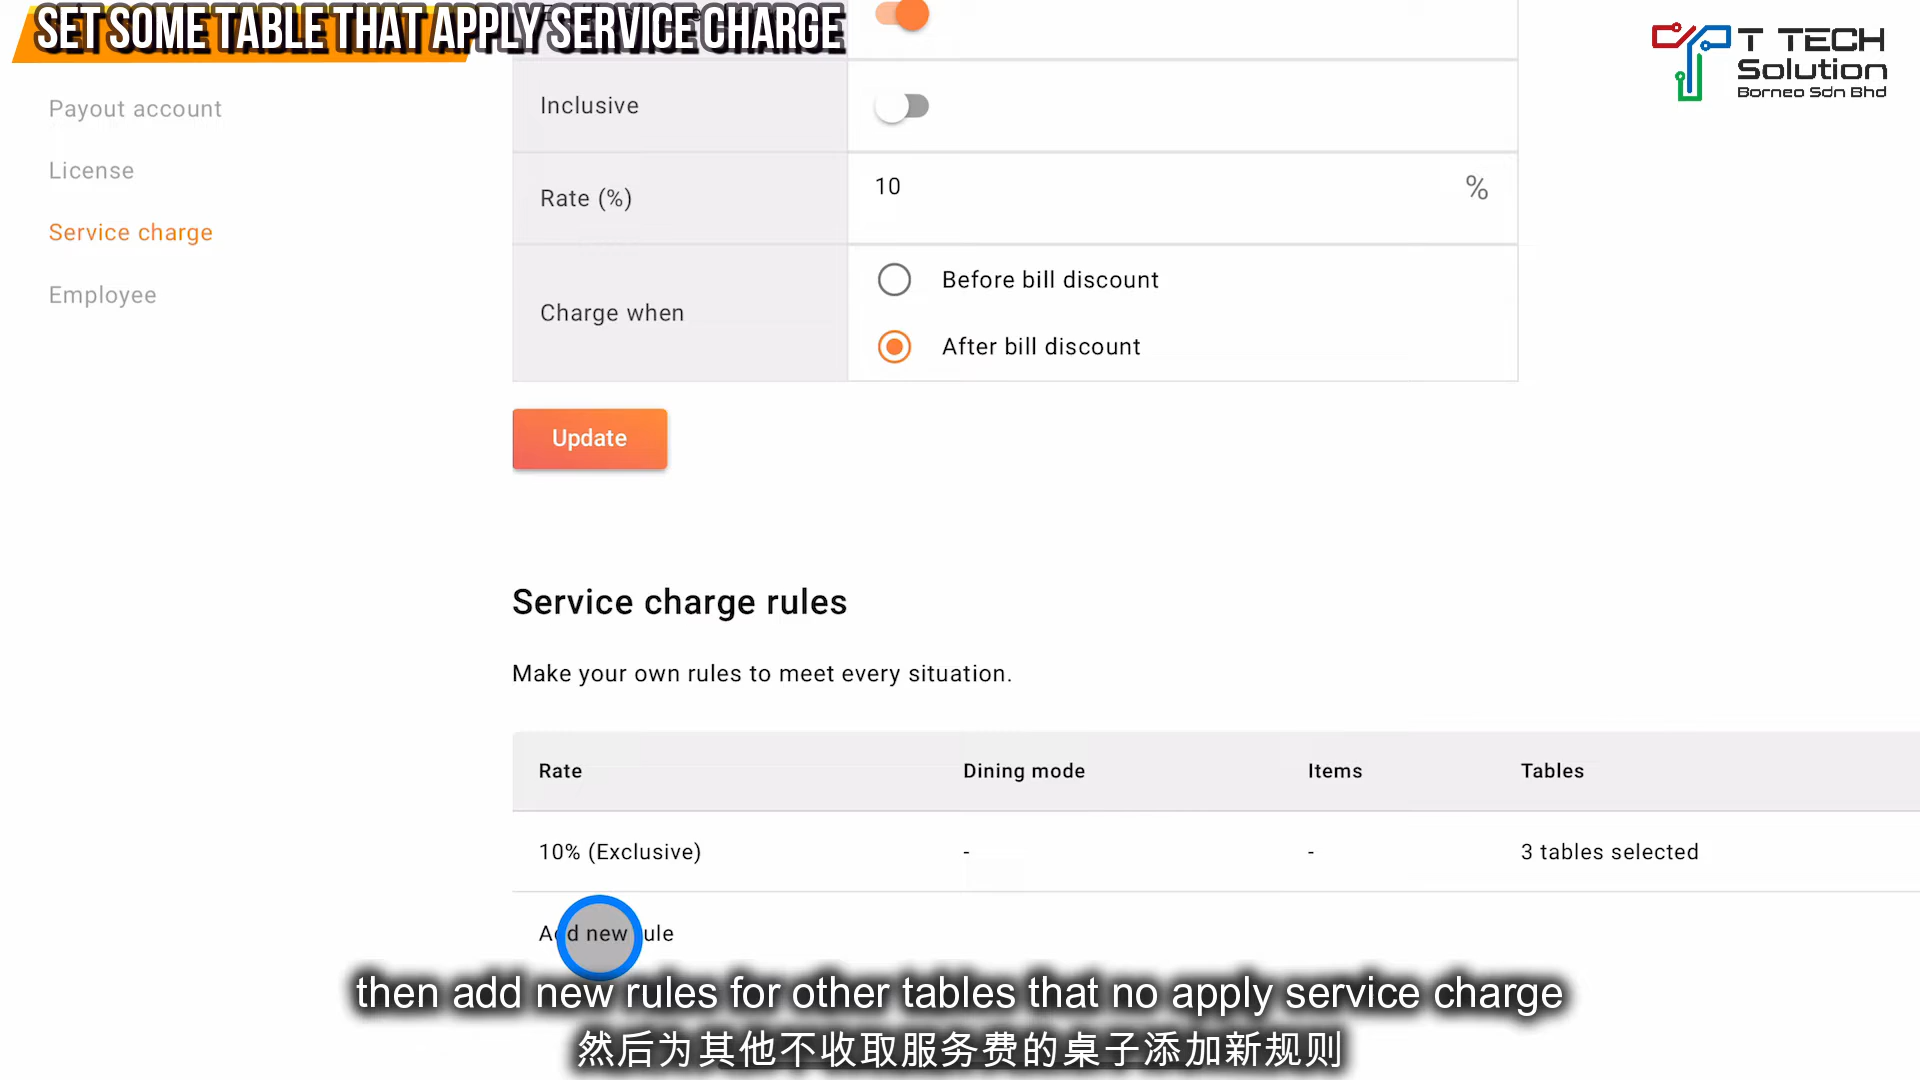 SET SOME TABLE THAT APPLY SERVICE CHARGE
T TECH
Solution
Borneo Sdn Bhd
Payout account
License
Service charge
Employee
Inclusive
Rate (%)
10
%
Charge when
Before bill discount
After bill discount
Update
Service charge rules
Make your own rules to meet every situation.
Rate Dining mode Items Tables
10% (Exclusive) - - 3 tables selected
Add new rule
then add new rules for other tables that no apply service charge
然后为其他不收取服务费的桌子添加新规则